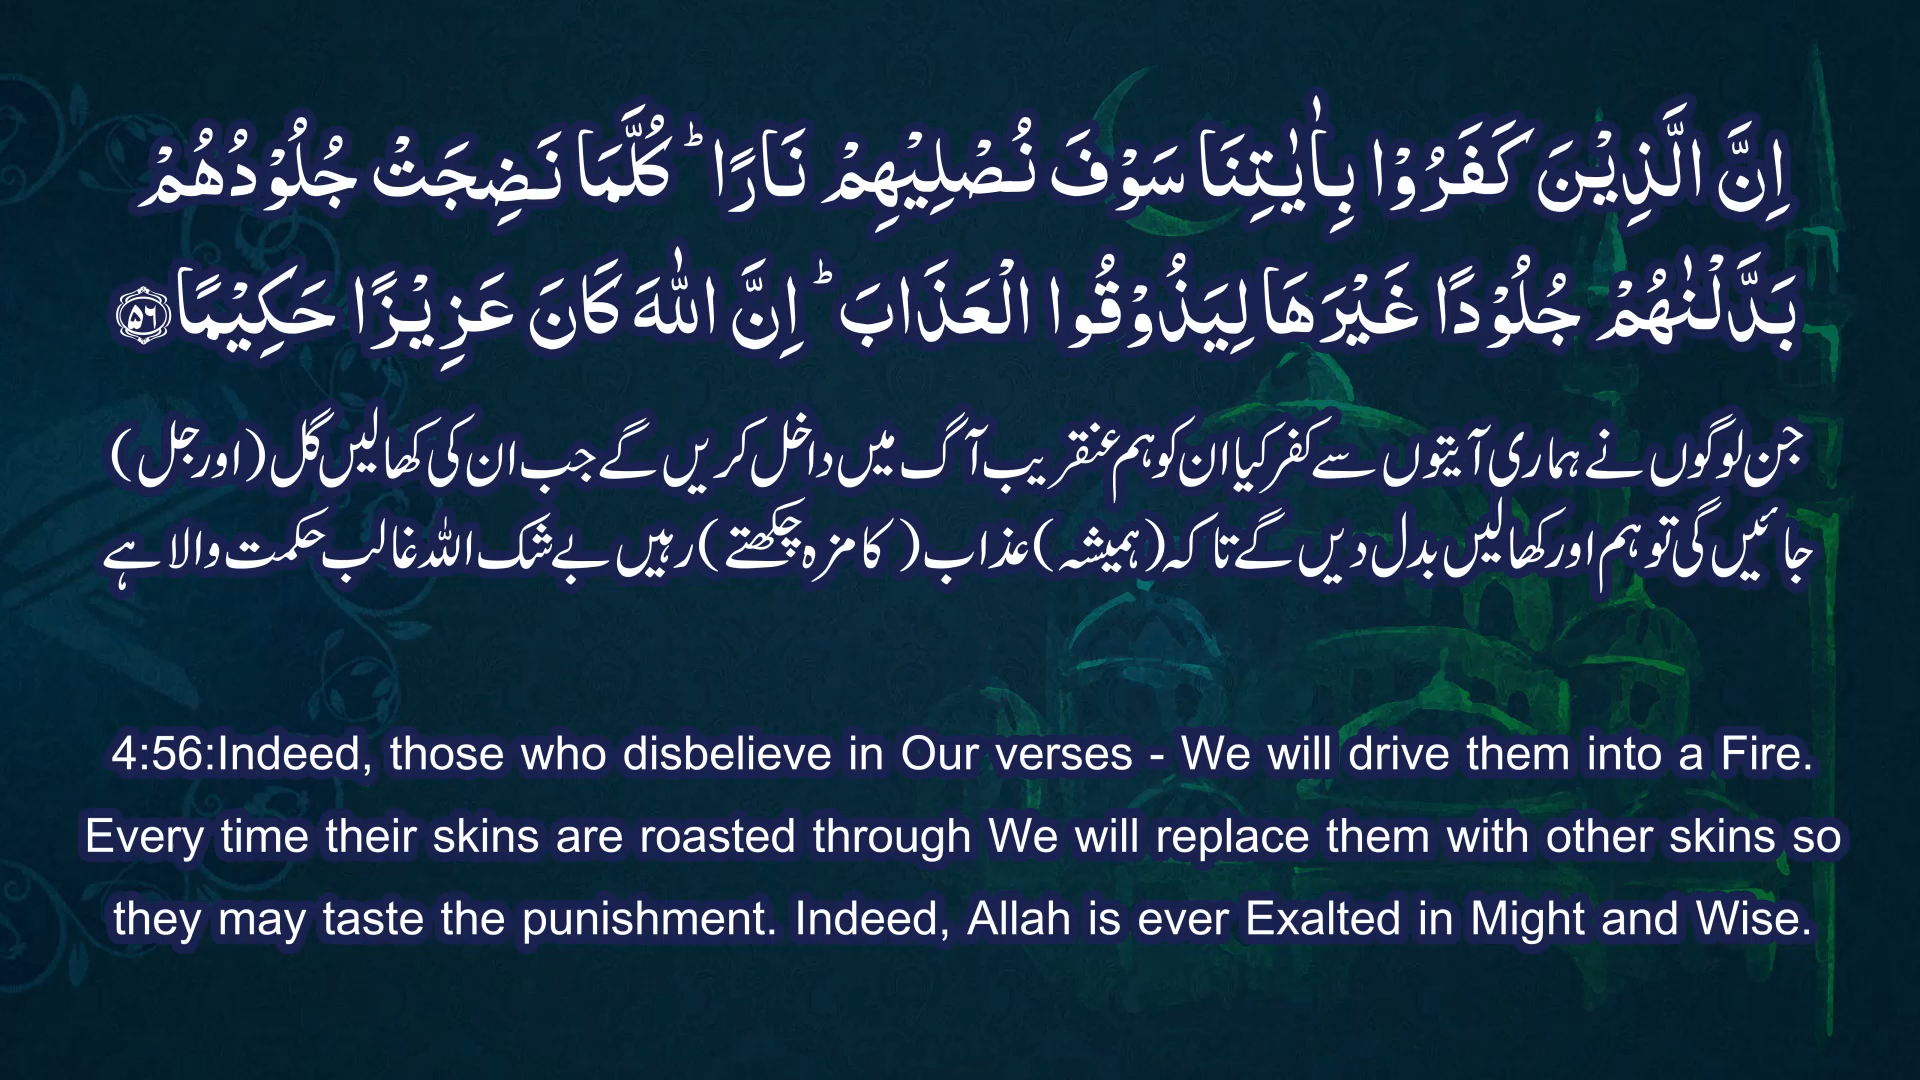 اِنَّ الَّذِیْنَ كَفَرُوْا بِاٰیٰتِنَا سَوْفَ نُصْلِیْهِمْ نَارًاؕ كُلَّمَا نَضِجَتْ جُلُوْدُهُمْ
بَدَّلْنٰهُمْ جُلُوْدًا غَیْرَهَا لِیَذُوْقُوا الْعَذَابَؕ اِنَّ اللّٰهَ كَانَ عَزِیْزًا حَكِیْمًا ﴿۵۶﴾
جن لوگوں نے ہماری آیتوں سے کفر کیا ان کو ہم عنقریب آگ میں داخل کریں گے جب ان کی کھالیں گل (اور جل)
جائیں گی تو ہم اور کھالیں بدل دیں گے تاکہ (ہمیشہ) عذاب (کا مزہ چکھتے) رہیں بےشک اللہ غالب حکمت والا ہے
4:56:Indeed, those who disbelieve in Our verses - We will drive them into a Fire.
Every time their skins are roasted through We will replace them with other skins so
they may taste the punishment. Indeed, Allah is ever Exalted in Might and Wise.